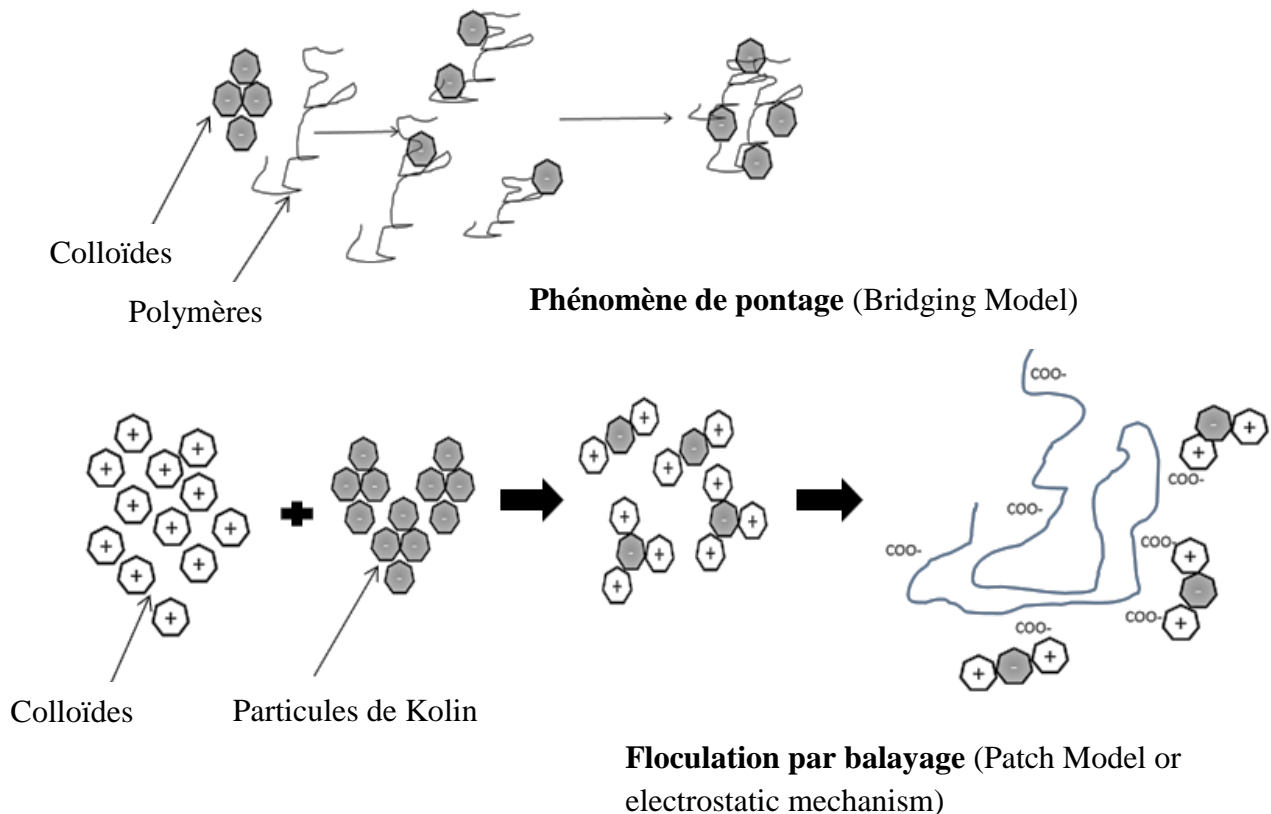 Colloïdes
Polymères
Phénomène de pontage (Bridging Model)
-
-
-
-
-
-
-
-
-
-
-
-
COO-
COO-
COO-
COO-
COO-
COO-
COO-
+
+
+
+
+
+
+
+
+
+
+
Colloïdes
Particules de Kolin
Floculation par balayage (Patch Model or
electrostatic mechanism)